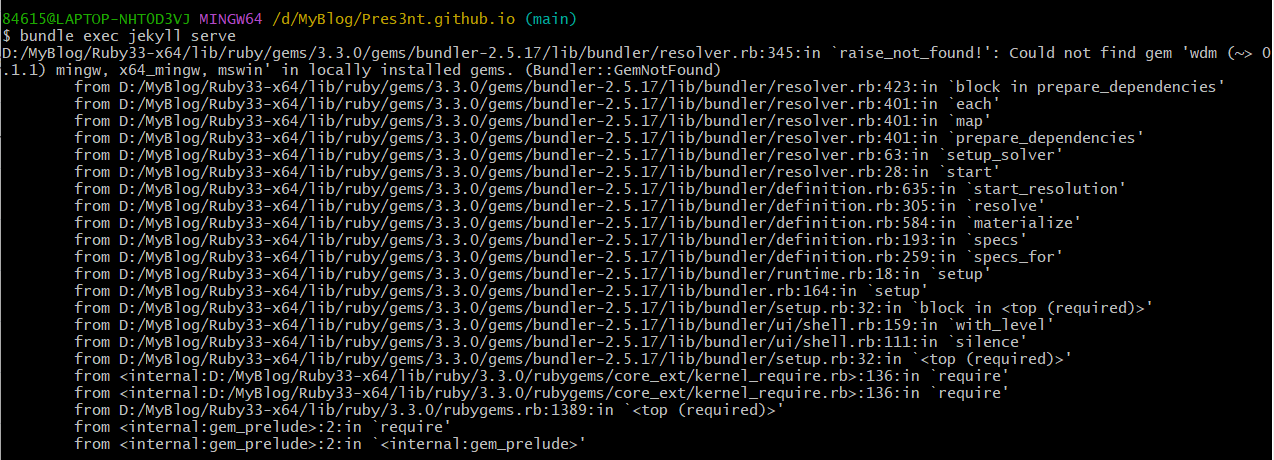 84615@LAPTOP-NHT0D3VJ MINGW64 /d/MyBlog/Pres3nt.github.io (main)
$ bundle exec jekyll serve
D:/MyBlog/Ruby33-x64/lib/ruby/gems/3.3.0/gems/bundler-2.5.17/lib/bundler/resolver.rb:345:in `raise_not_found!': Could not find gem 'wdm (~> 0
.1.1) mingw, x64_mingw, mswin' in locally installed gems. (Bundler::GemNotFound)
from D:/MyBlog/Ruby33-x64/lib/ruby/gems/3.3.0/gems/bundler-2.5.17/lib/bundler/resolver.rb:423:in `block in prepare_dependencies'
from D:/MyBlog/Ruby33-x64/lib/ruby/gems/3.3.0/gems/bundler-2.5.17/lib/bundler/resolver.rb:401:in `each'
from D:/MyBlog/Ruby33-x64/lib/ruby/gems/3.3.0/gems/bundler-2.5.17/lib/bundler/resolver.rb:401:in `map'
from D:/MyBlog/Ruby33-x64/lib/ruby/gems/3.3.0/gems/bundler-2.5.17/lib/bundler/resolver.rb:401:in `prepare_dependencies'
from D:/MyBlog/Ruby33-x64/lib/ruby/gems/3.3.0/gems/bundler-2.5.17/lib/bundler/resolver.rb:63:in `setup_solver'
from D:/MyBlog/Ruby33-x64/lib/ruby/gems/3.3.0/gems/bundler-2.5.17/lib/bundler/resolver.rb:28:in `start'
from D:/MyBlog/Ruby33-x64/lib/ruby/gems/3.3.0/gems/bundler-2.5.17/lib/bundler/definition.rb:635:in `start_resolution'
from D:/MyBlog/Ruby33-x64/lib/ruby/gems/3.3.0/gems/bundler-2.5.17/lib/bundler/definition.rb:305:in `resolve'
from D:/MyBlog/Ruby33-x64/lib/ruby/gems/3.3.0/gems/bundler-2.5.17/lib/bundler/definition.rb:584:in `materialize'
from D:/MyBlog/Ruby33-x64/lib/ruby/gems/3.3.0/gems/bundler-2.5.17/lib/bundler/definition.rb:193:in `specs'
from D:/MyBlog/Ruby33-x64/lib/ruby/gems/3.3.0/gems/bundler-2.5.17/lib/bundler/definition.rb:259:in `specs_for'
from D:/MyBlog/Ruby33-x64/lib/ruby/gems/3.3.0/gems/bundler-2.5.17/lib/bundler/runtime.rb:18:in `setup'
from D:/MyBlog/Ruby33-x64/lib/ruby/gems/3.3.0/gems/bundler-2.5.17/lib/bundler.rb:164:in `setup'
from D:/MyBlog/Ruby33-x64/lib/ruby/gems/3.3.0/gems/bundler-2.5.17/lib/bundler/setup.rb:32:in `block in <top (required)>'
from D:/MyBlog/Ruby33-x64/lib/ruby/gems/3.3.0/gems/bundler-2.5.17/lib/bundler/ui/shell.rb:159:in `with_level'
from D:/MyBlog/Ruby33-x64/lib/ruby/gems/3.3.0/gems/bundler-2.5.17/lib/bundler/ui/shell.rb:111:in `silence'
from D:/MyBlog/Ruby33-x64/lib/ruby/gems/3.3.0/gems/bundler-2.5.17/lib/bundler/setup.rb:32:in `<top (required)>'
from <internal:D:/MyBlog/Ruby33-x64/lib/ruby/3.3.0/rubygems/core_ext/kernel_require.rb>:136:in `require'
from <internal:D:/MyBlog/Ruby33-x64/lib/ruby/3.3.0/rubygems/core_ext/kernel_require.rb>:136:in `require'
from D:/MyBlog/Ruby33-x64/lib/ruby/3.3.0/rubygems.rb:1389:in `<top (required)>'
from <internal:gem_prelude>:2:in `require'
from <internal:gem_prelude>:2:in `<internal:gem_prelude>'